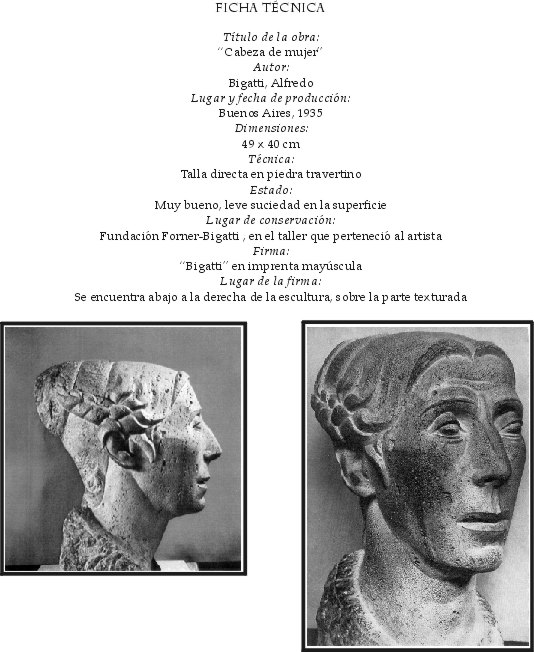 FICHA TÉCNICA
Título de la obra:
"Cabeza de mujer"
Autor:
Bigatti, Alfredo
Lugar y fecha de producción:
Buenos Aires, 1935
Dimensiones:
49 x 40 cm
Técnica:
Talla directa en piedra travertino
Estado:
Muy bueno, leve suciedad en la superficie
Lugar de conservación:
Fundación Forner-Bigatti , en el taller que perteneció al artista
Firma:
"Bigatti" en imprenta mayúscula
Lugar de la firma:
Se encuentra abajo a la derecha de la escultura, sobre la parte texturada